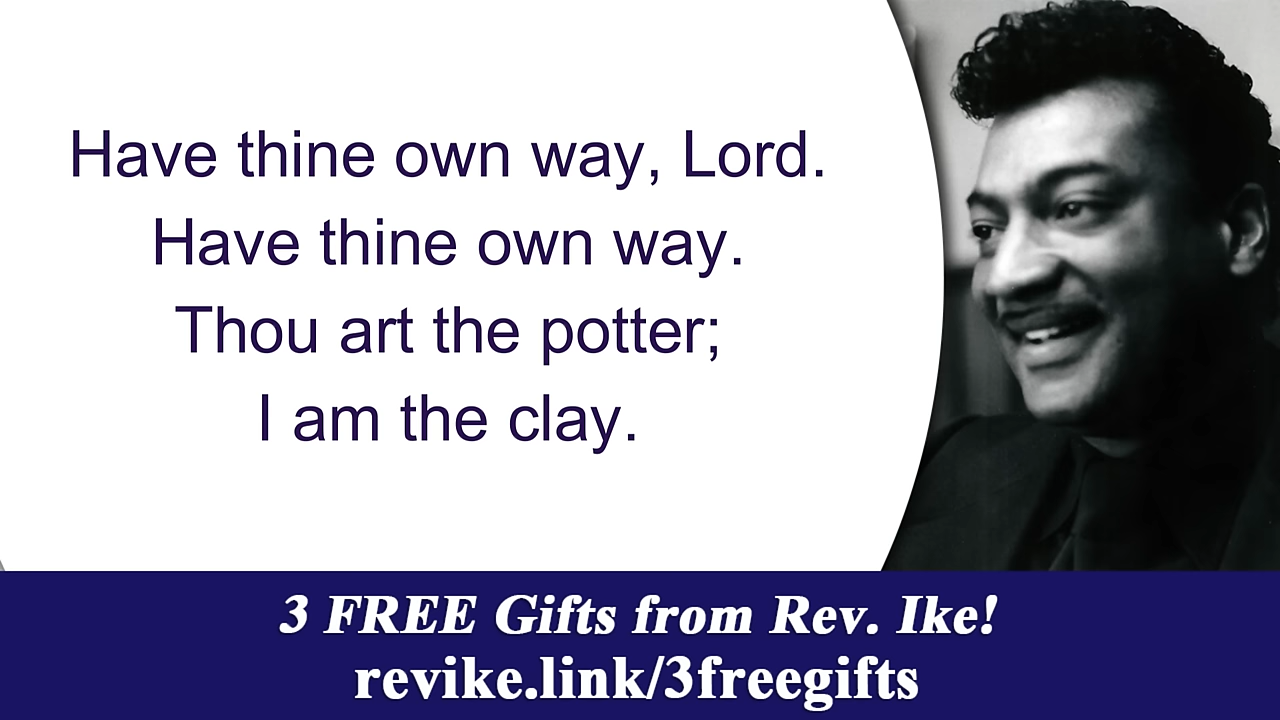 Have thine own way, Lord.
Have thine own way.
Thou art the potter;
I am the clay.
3 FREE Gifts from Rev. Ike!
revike.link/3freegifts